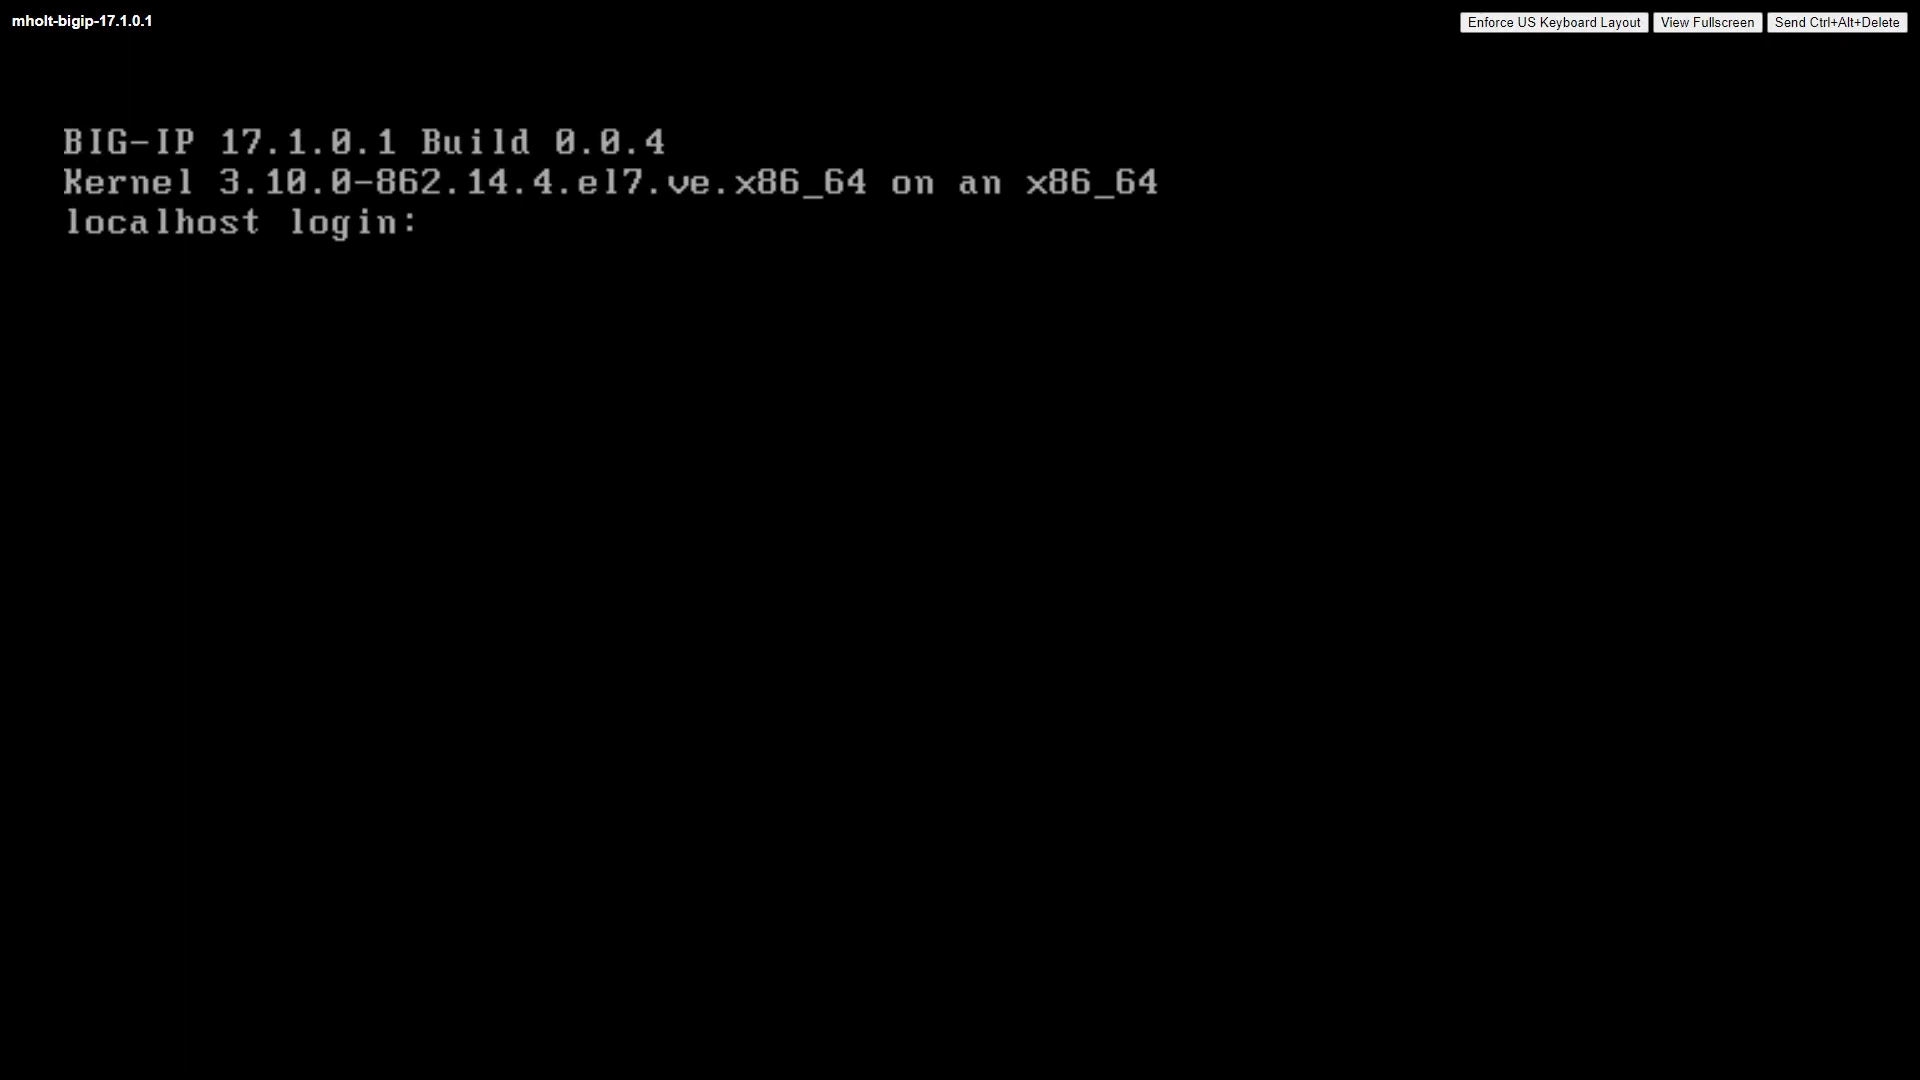 mholt-bigip-17.1.0.1
Enforce US Keyboard Layout View Fullscreen Send Ctrl+Alt+Delete
BIG-IP 17.1.0.1 Build 0.0.4
Kernel 3.10.0-862.14.4.el7.ve.x86_64 on an x86_64
localhost login: